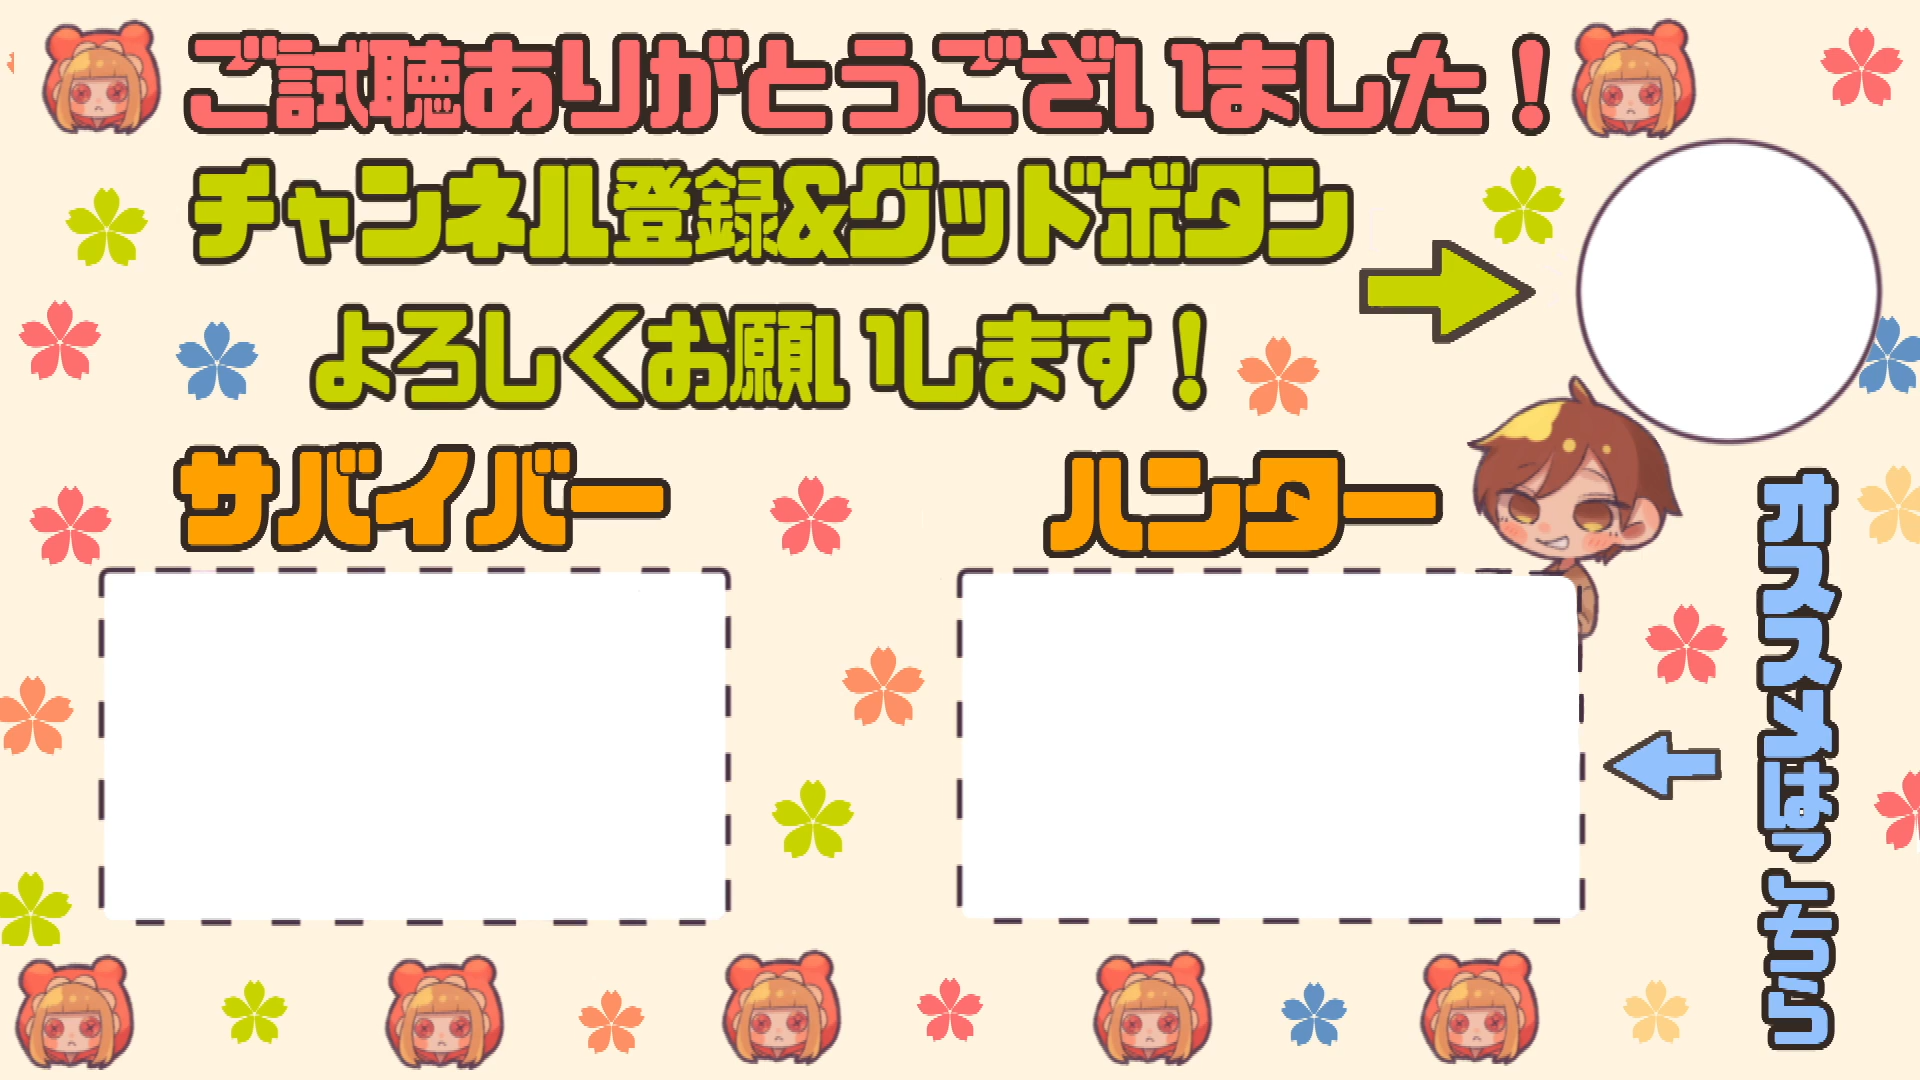 ご試聴ありがとうございました！
チャンネル登録&グッドボタン
よろしくお願いします！
サバイバー
ハンター
オススメはこちら